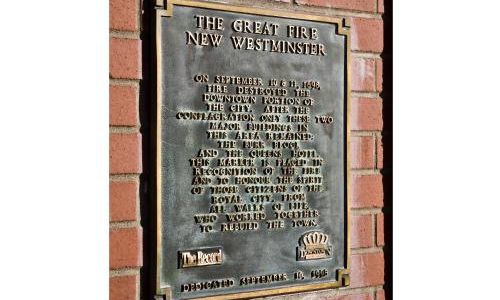 THE GREAT FIRE
NEW WESTMINSTER
ON SEPTEMBER 10 & 11, 1898,
FIRE DESTROYED THE
DOWNTOWN PORTION OF
THE CITY. AFTER THE
CONFLAGRATION ONLY THESE TWO
MAJOR BUILDINGS IN
THIS AREA REMAINED:
THE BURR BLOCK
AND THE QUEENS HOTEL.
THIS MARKER IS PLACED IN
RECOGNITION OF THE FIRE
AND TO HONOUR THE SPIRIT
OF THOSE CITIZENS OF THE
ROYAL CITY, FROM
ALL WALKS OF LIFE,
WHO WORKED TOGETHER
TO REBUILD THE TOWN.
The Record
DOWNTOWN
DEDICATED SEPTEMBER 10,